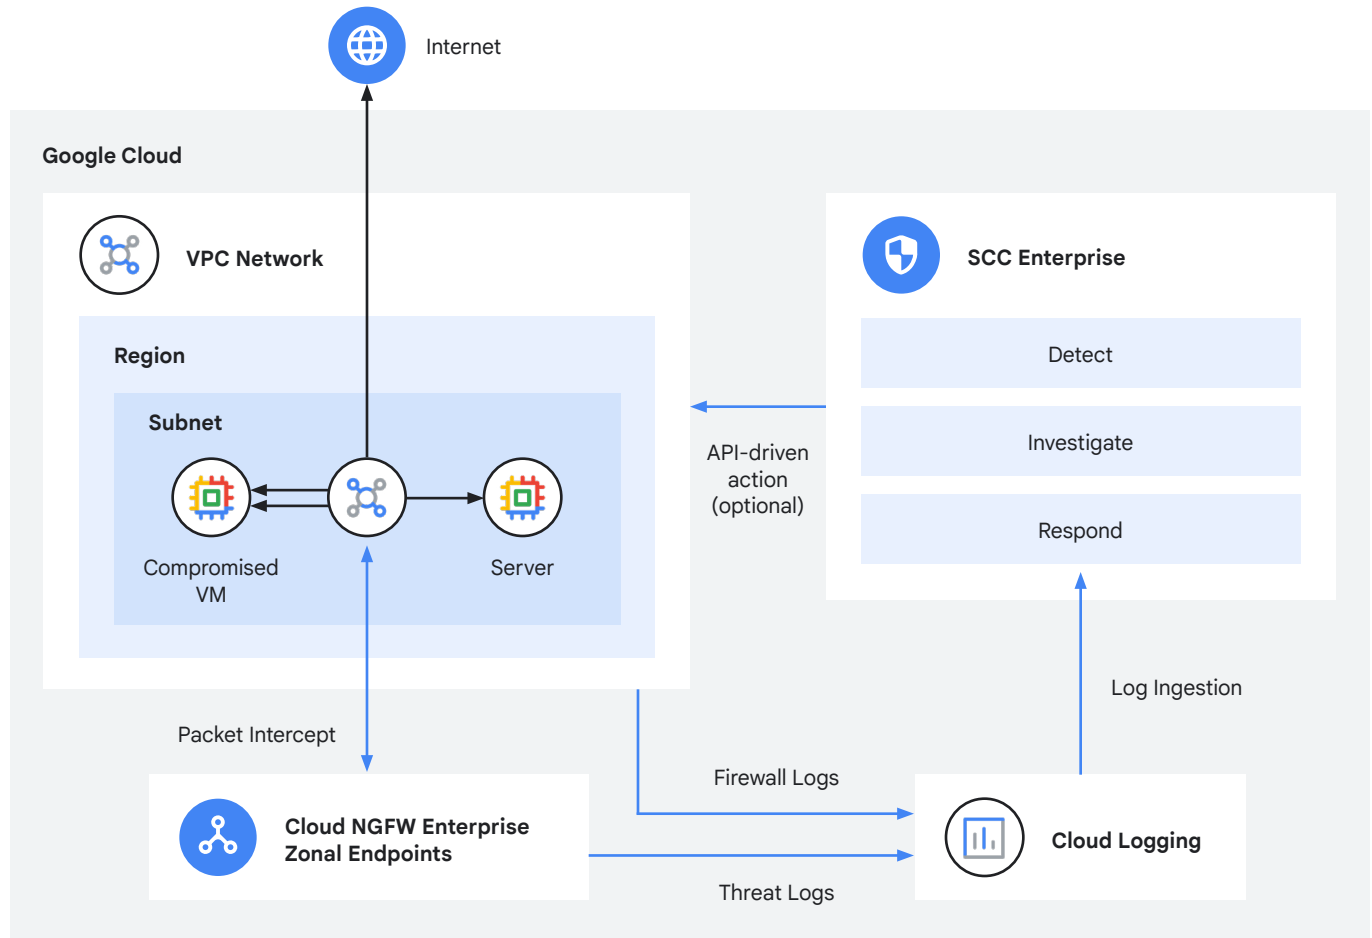 Internet
Google Cloud
VPC Network
SCC Enterprise
Region
Detect
Subnet
Investigate
API-driven
action
(optional)
Respond
Compromised
VM
Server
Log Ingestion
Packet Intercept
Firewall Logs
Cloud NGFW Enterprise
Zonal Endpoints
Cloud Logging
Threat Logs